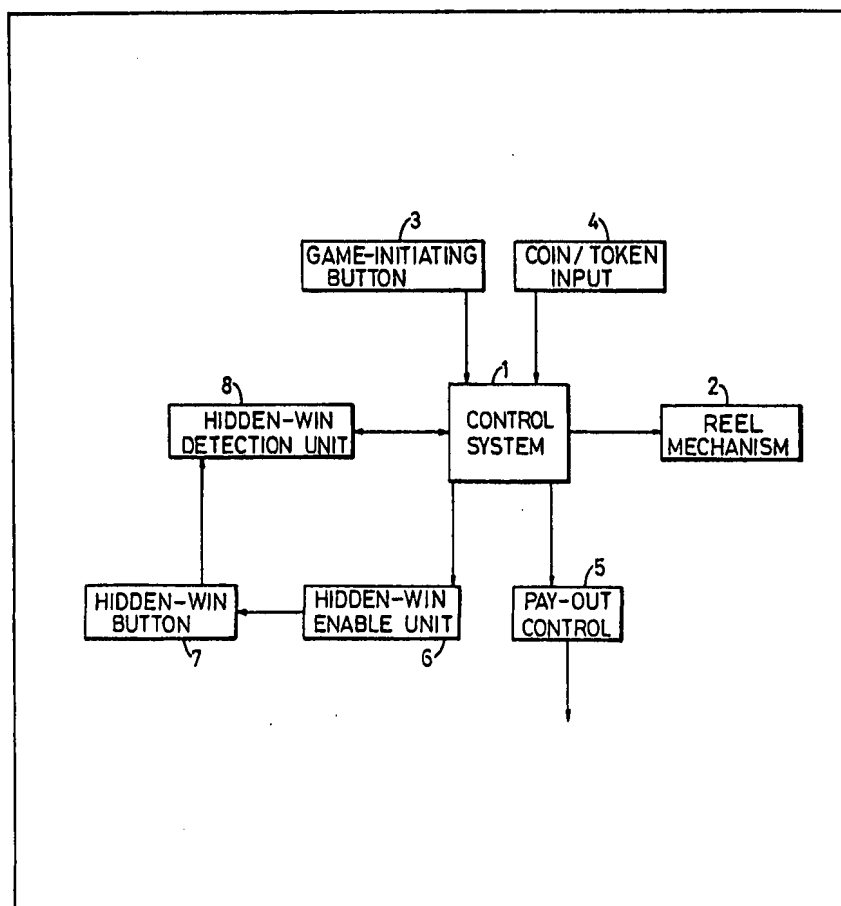 3
4
GAME-INITIATING
BUTTON
COIN/TOKEN
INPUT
1
8
2
HIDDEN-WIN
DETECTION UNIT
CONTROL
SYSTEM
REEL
MECHANISM
5
HIDDEN-WIN
BUTTON
HIDDEN-WIN
ENABLE UNIT
PAY-OUT
CONTROL
7
6